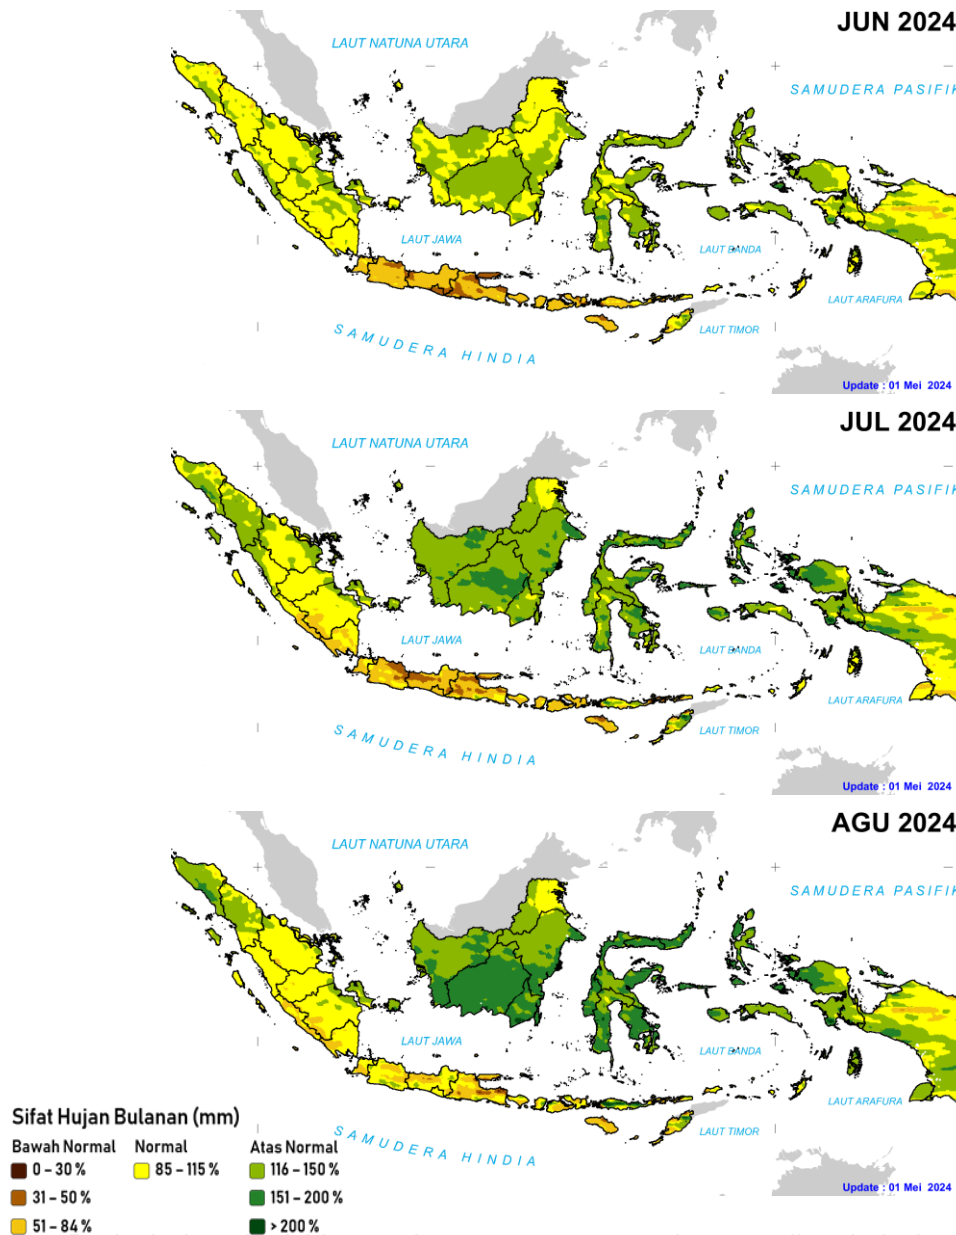 JUN 2024
LAUT NATUNA UTARA
SAMUDERA PASIFIK
LAUT JAWA
LAUT BANDA
LAUT ARAFURA
SAMUDERA HINDIA
LAUT TIMOR
Update : 01 Mei 2024
JUL 2024
LAUT NATUNA UTARA
SAMUDERA PASIFIK
LAUT JAWA
LAUT BANDA
LAUT ARAFURA
SAMUDERA HINDIA
LAUT TIMOR
Update : 01 Mei 2024
AGU 2024
LAUT NATUNA UTARA
SAMUDERA PASIFIK
LAUT JAWA
LAUT BANDA
LAUT ARAFURA
SAMUDERA HINDIA
LAUT TIMOR
Update : 01 Mei 2024
Sifat Hujan Bulanan (mm)
Bawah Normal Normal Atas Normal
0 – 30 % 85 – 115 % 116 – 150 %
31 – 50 % 151 – 200 %
51 – 84 % > 200 %